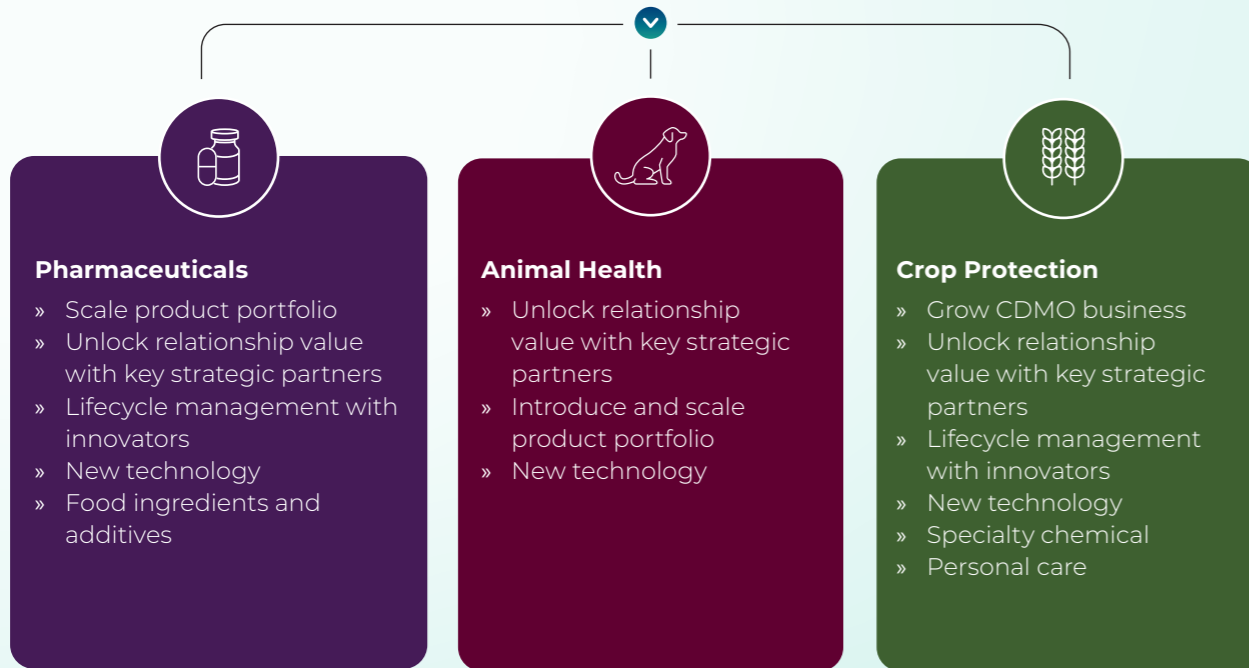 Pharmaceuticals
» Scale product portfolio
» Unlock relationship value
with key strategic partners
» Lifecycle management with
innovators
» New technology
» Food ingredients and
additives
Animal Health
» Unlock relationship
value with key strategic
partners
» Introduce and scale
product portfolio
» New technology
Crop Protection
» Grow CDMO business
» Unlock relationship
value with key strategic
partners
» Lifecycle management
with innovators
» New technology
» Specialty chemical
» Personal care